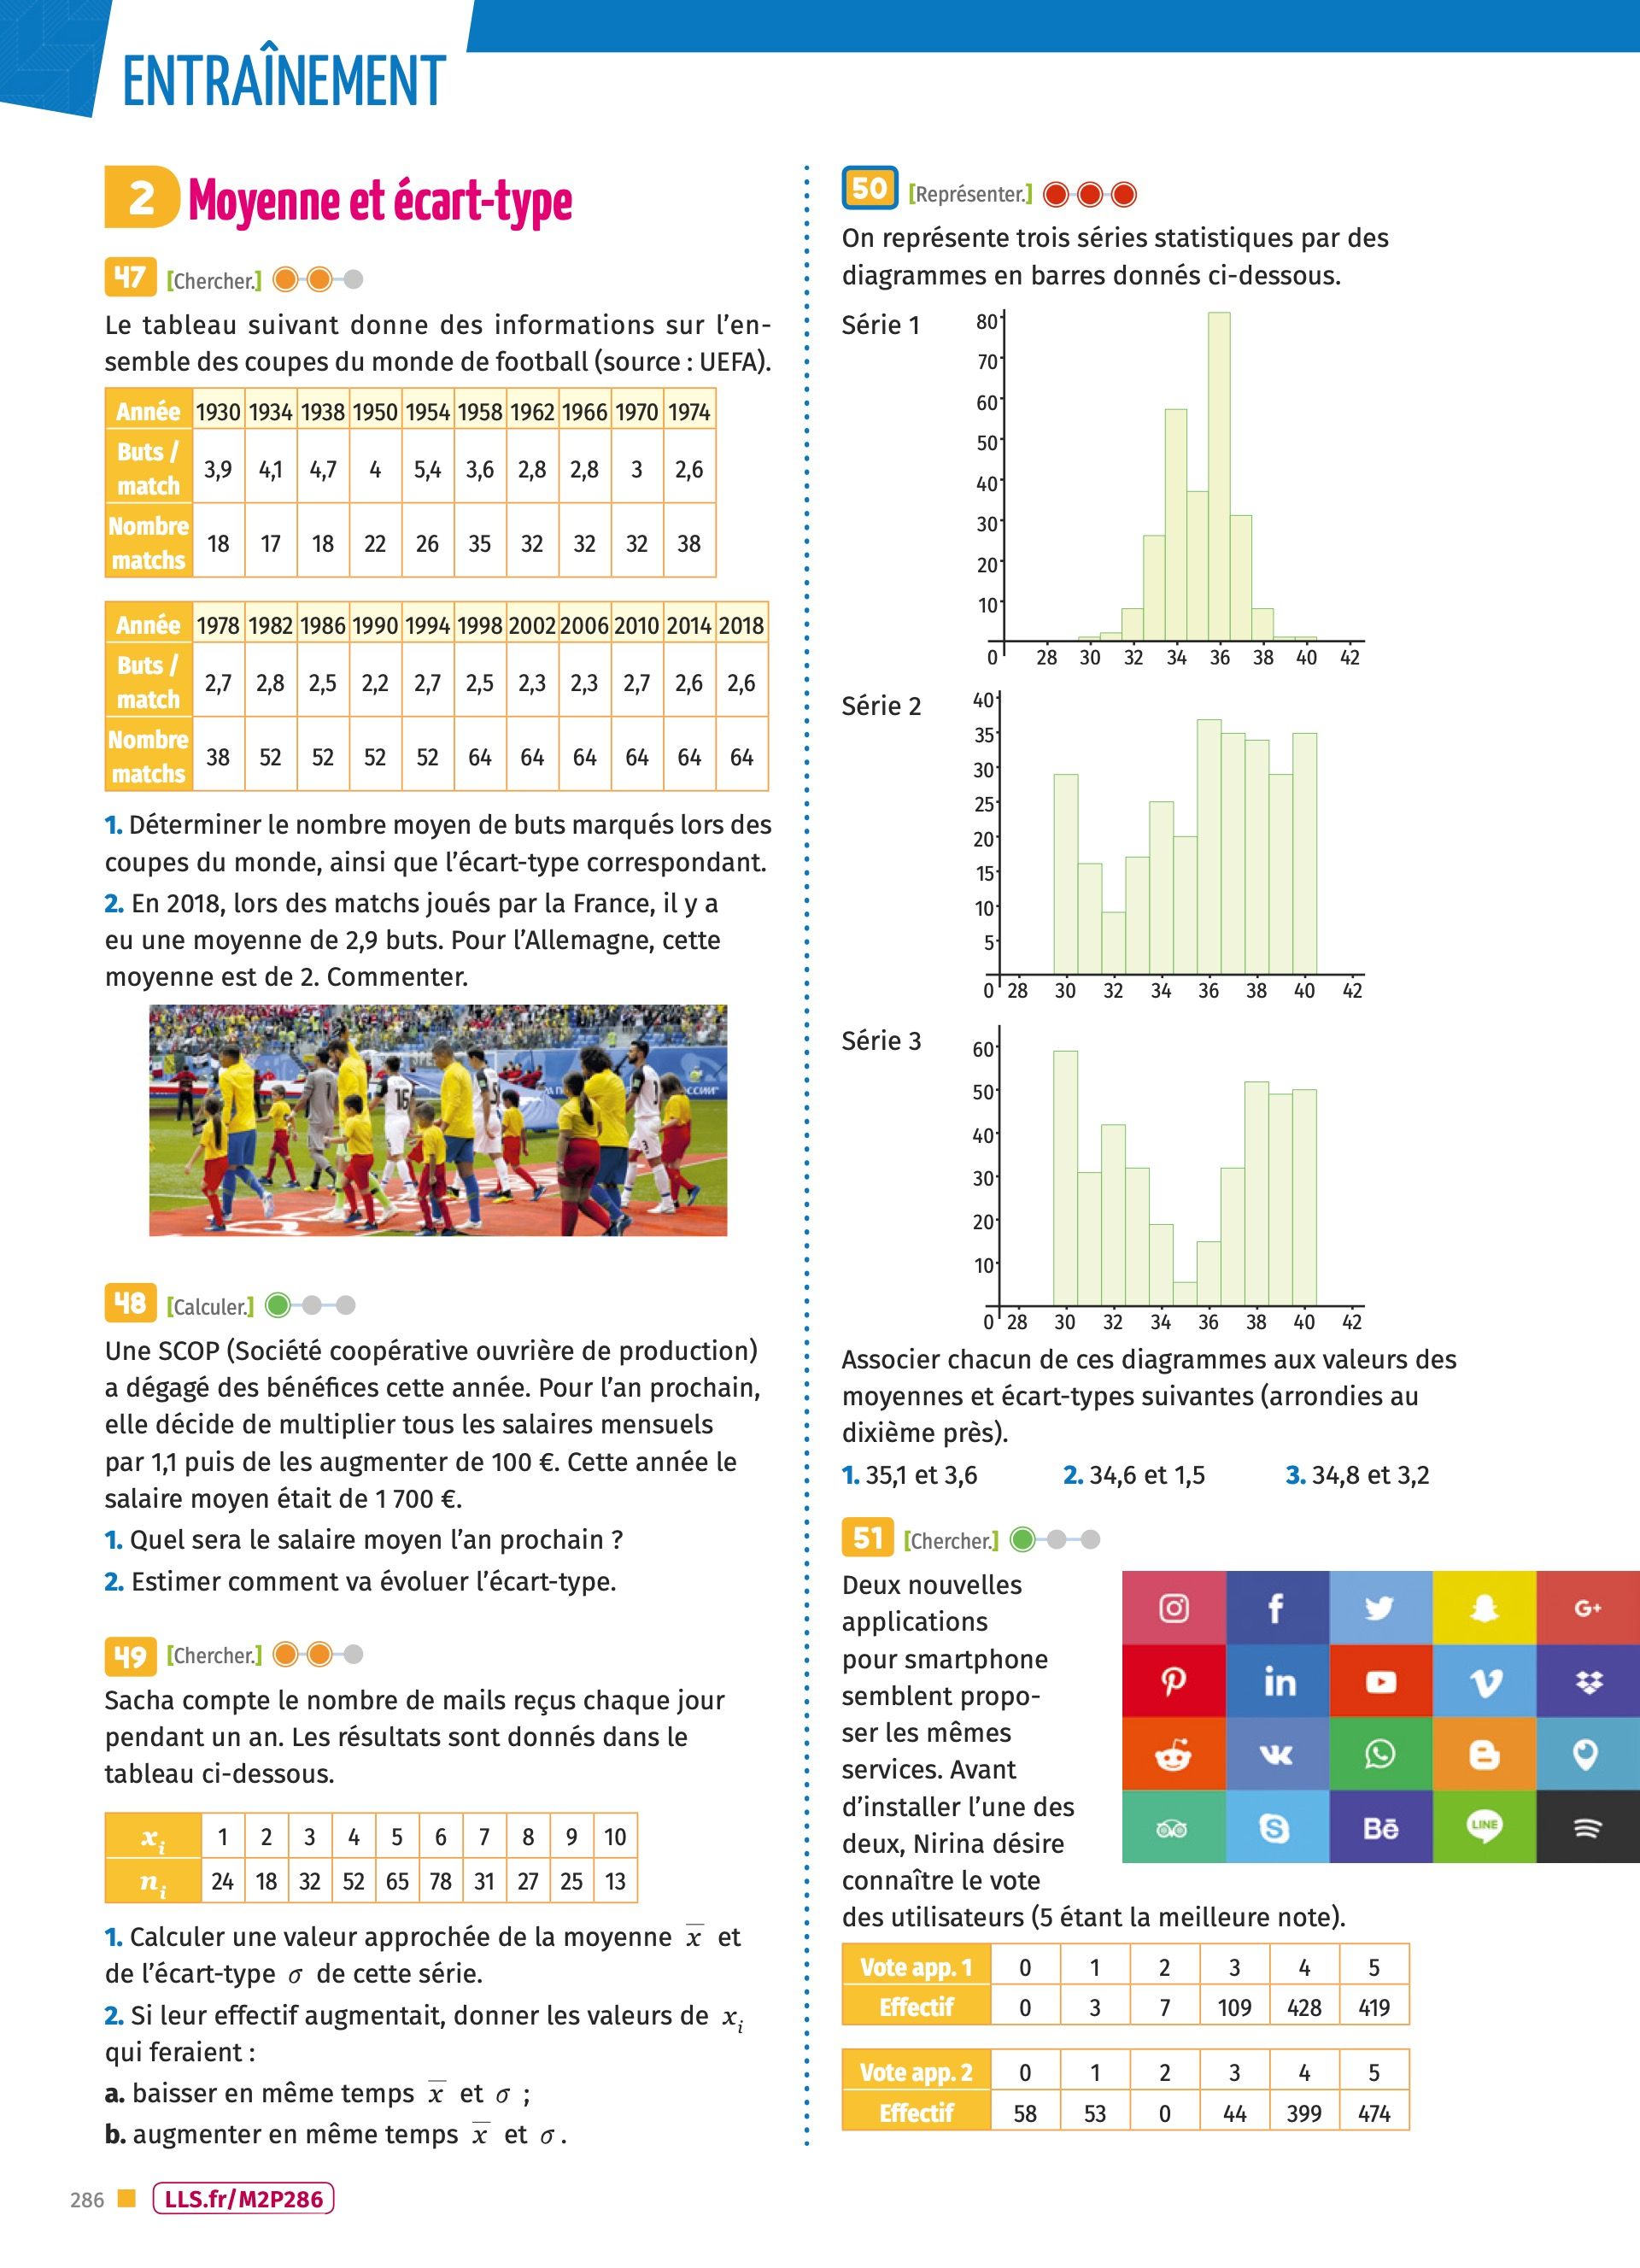 ENTRAÎNEMENT
2 Moyenne et écart-type
47 [Chercher.]
Le tableau suivant donne des informations sur l'en-
semble des coupes du monde de football (source : UEFA).
Année 1930 1934 1938 1950 1954 1958 1962 1966 1970 1974
Buts / match 3,9 4,1 4,7 4 5,4 3,6 2,8 2,8 3 2,6
Nombre matchs 18 17 18 22 26 35 32 32 32 38
Année 1978 1982 1986 1990 1994 1998 2002 2006 2010 2014 2018
Buts / match 2,7 2,8 2,5 2,2 2,7 2,5 2,3 2,3 2,7 2,6 2,6
Nombre matchs 38 52 52 52 52 64 64 64 64 64 64
1. Déterminer le nombre moyen de buts marqués lors des
coupes du monde, ainsi que l'écart-type correspondant.
2. En 2018, lors des matchs joués par la France, il y a
eu une moyenne de 2,9 buts. Pour l'Allemagne, cette
moyenne est de 2. Commenter.
16
3
48 [Calculer.]
Une SCOP (Société coopérative ouvrière de production)
a dégagé des bénéfices cette année. Pour l'an prochain,
elle décide de multiplier tous les salaires mensuels
par 1,1 puis de les augmenter de 100 €. Cette année le
salaire moyen était de 1 700 €.
1. Quel sera le salaire moyen l'an prochain ?
2. Estimer comment va évoluer l'écart-type.
49 [Chercher.]
Sacha compte le nombre de mails reçus chaque jour
pendant un an. Les résultats sont donnés dans le
tableau ci-dessous.
xᵢ 1 2 3 4 5 6 7 8 9 10
nᵢ 24 18 32 52 65 78 31 27 25 13
1. Calculer une valeur approchée de la moyenne x̄ et
de l'écart-type σ de cette série.
2. Si leur effectif augmentait, donner les valeurs de xᵢ
qui feraient :
a. baisser en même temps x̄ et σ ;
b. augmenter en même temps x̄ et σ.
50 [Représenter.]
On représente trois séries statistiques par des
diagrammes en barres donnés ci-dessous.
Série 1
80
70
60
50
40
30
20
10
0 28 30 32 34 36 38 40 42
Série 2
40
35
30
25
20
15
10
5
0 28 30 32 34 36 38 40 42
Série 3
60
50
40
30
20
10
0 28 30 32 34 36 38 40 42
Associer chacun de ces diagrammes aux valeurs des
moyennes et écart-types suivantes (arrondies au
dixième près).
1. 35,1 et 3,6 2. 34,6 et 1,5 3. 34,8 et 3,2
51 [Chercher.]
Deux nouvelles
applications
pour smartphone
semblent propo-
ser les mêmes
services. Avant
d'installer l'une des
deux, Nirina désire
connaître le vote
des utilisateurs (5 étant la meilleure note).
f G+
in
Bē LINE
Vote app. 1 0 1 2 3 4 5
Effectif 0 3 7 109 428 419
Vote app. 2 0 1 2 3 4 5
Effectif 58 53 0 44 399 474
286 LLS.fr/M2P286